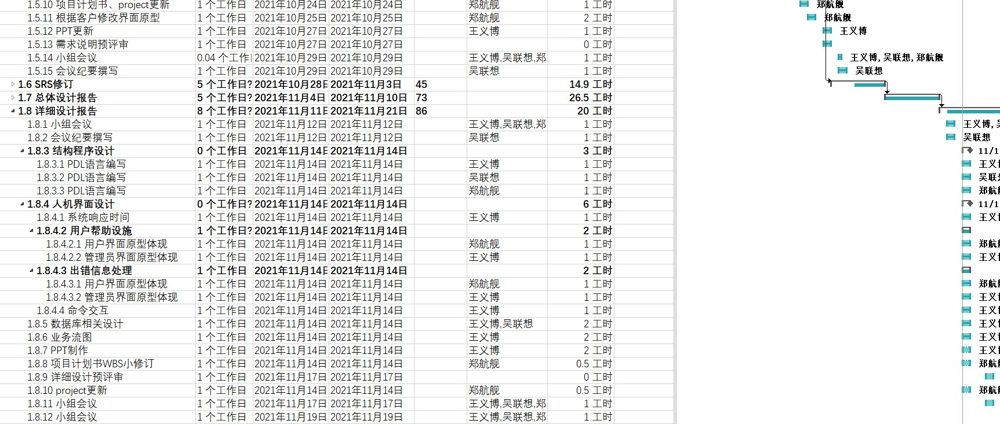 1.5.10 项目计划书、project更新 1 个工作日 2021年10月24日 2021年10月24日 郑航舰 1 工时 郑航舰
1.5.11 根据客户修改界面原型 1 个工作日 2021年10月25日 2021年10月25日 郑航舰 2 工时 郑航舰
1.5.12 PPT更新 1 个工作日 2021年10月27日 2021年10月27日 王义博 1 工时 王义博
1.5.13 需求说明预评审 1 个工作日 2021年10月27日 2021年10月27日 0 工时
1.5.14 小组会议 0.04 个工作 2021年10月29日 2021年10月29日 王义博,吴联想,郑 1 工时 王义博,吴联想,郑航舰
1.5.15 会议纪要撰写 1 个工作日 2021年10月29日 2021年10月29日 吴联想 1 工时 吴联想
1.6 SRS修订 5 个工作日? 2021年10月28日 2021年11月3日 45 14.9 工时
1.7 总体设计报告 5 个工作日? 2021年11月4日 2021年11月10日 73 26.5 工时
1.8 详细设计报告 8 个工作日? 2021年11月11日 2021年11月21日 86 20 工时
1.8.1 小组会议 1 个工作日 2021年11月12日 2021年11月12日 王义博,吴联想,郑 1 工时 王义博,
1.8.2 会议纪要撰写 1 个工作日 2021年11月12日 2021年11月12日 吴联想 1 工时 吴联想
1.8.3 结构程序设计 0 个工作日 2021年11月14日 2021年11月14日 3 工时 11/1
1.8.3.1 PDL语言编写 1 个工作日 2021年11月14日 2021年11月14日 王义博 1 工时 王义
1.8.3.2 PDL语言编写 1 个工作日 2021年11月14日 2021年11月14日 吴联想 1 工时 吴联
1.8.3.3 PDL语言编写 1 个工作日 2021年11月14日 2021年11月14日 郑航舰 1 工时 郑航
1.8.4 人机界面设计 0 个工作日? 2021年11月14日 2021年11月14日 6 工时 11/1
1.8.4.1 系统响应时间 1 个工作日 2021年11月14日 2021年11月14日 王义博 1 工时 王义
1.8.4.2 用户帮助设施 1 个工作日? 2021年11月14日 2021年11月14日 2 工时
1.8.4.2.1 用户界面原型体现 1 个工作日 2021年11月14日 2021年11月14日 郑航舰 1 工时 郑航
1.8.4.2.2 管理员界面原型体现 1 个工作日 2021年11月14日 2021年11月14日 王义博 1 工时 王义
1.8.4.3 出错信息处理 1 个工作日 2021年11月14日 2021年11月14日 2 工时
1.8.4.3.1 用户界面原型体现 1 个工作日 2021年11月14日 2021年11月14日 郑航舰 1 工时 郑航
1.8.4.3.2 管理员界面原型体现 1 个工作日 2021年11月14日 2021年11月14日 王义博 1 工时 王义
1.8.4.4 命令交互 1 个工作日 2021年11月14日 2021年11月14日 王义博 1 工时 王义
1.8.5 数据库相关设计 1 个工作日 2021年11月14日 2021年11月14日 王义博,吴联想 2 工时 王义
1.8.6 业务流图 1 个工作日 2021年11月14日 2021年11月14日 王义博 2 工时 王义
1.8.7 PPT制作 1 个工作日 2021年11月14日 2021年11月14日 王义博 2 工时 王义
1.8.8 项目计划书WBS小修订 1 个工作日 2021年11月14日 2021年11月14日 郑航舰 0.5 工时 郑航
1.8.9 详细设计预评审 1 个工作日 2021年11月17日 2021年11月17日 0 工时
1.8.10 project更新 1 个工作日 2021年11月14日 2021年11月14日 郑航舰 0.5 工时 郑航
1.8.11 小组会议 1 个工作日 2021年11月17日 2021年11月17日 王义博,吴联想,郑 1 工时
1.8.12 小组会议 1 个工作日 2021年11月19日 2021年11月19日 王义博,吴联想,郑 1 工时